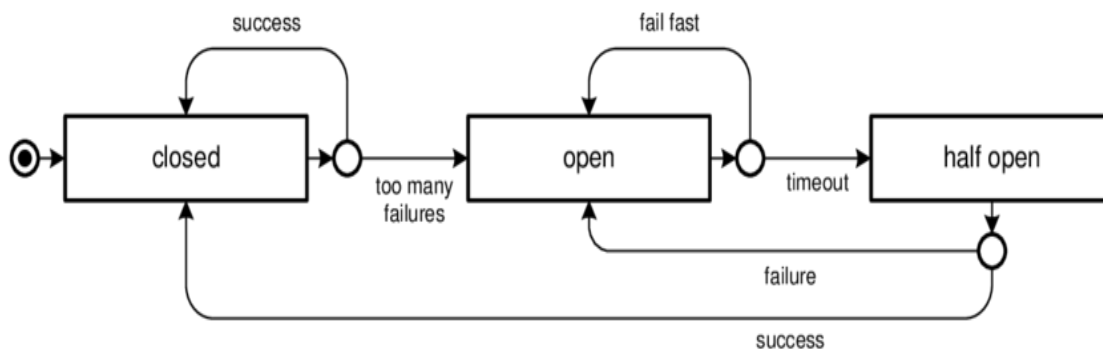 success
fail fast
closed
open
half open
too many
failures
timeout
failure
success